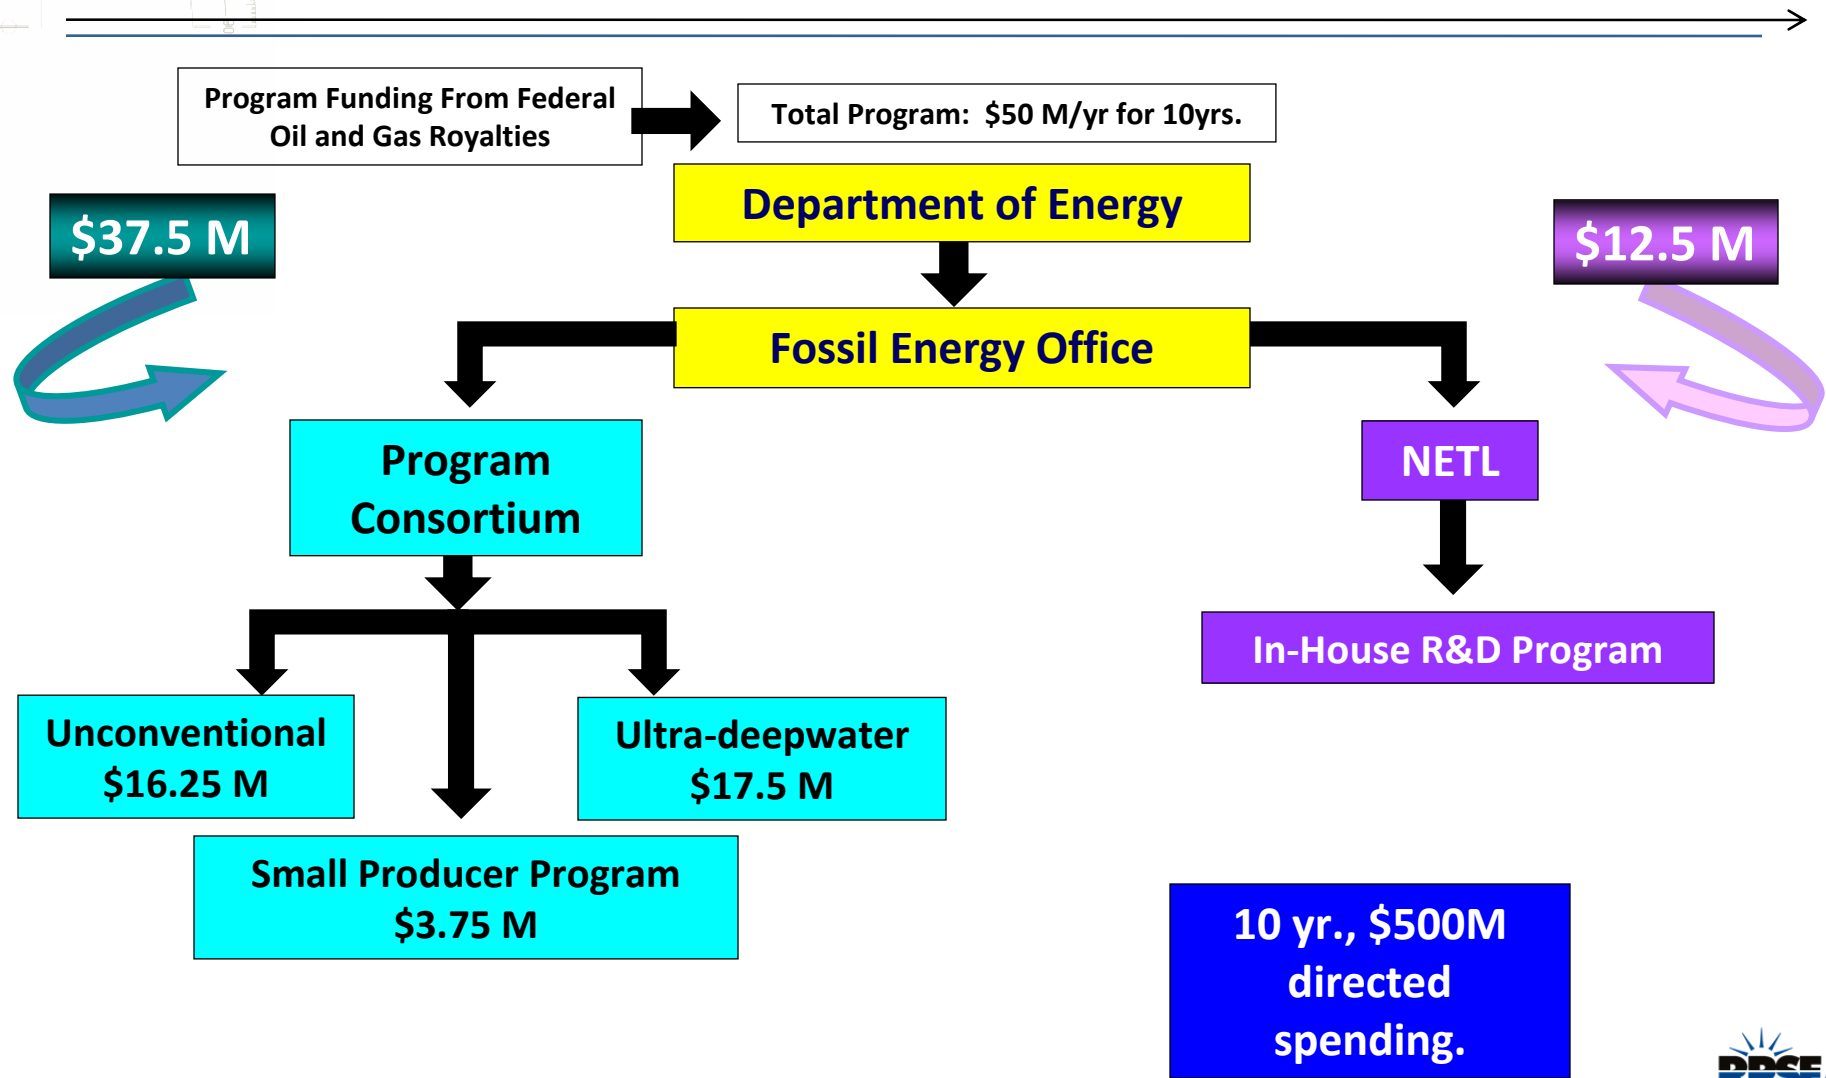 Program Funding From Federal
Oil and Gas Royalties
Total Program:  $50 M/yr for 10yrs.
Department of Energy
$37.5 M
$12.5 M
Fossil Energy Office
Program
Consortium
NETL
In-House R&D Program
Unconventional
$16.25 M
Ultra-deepwater
$17.5 M
Small Producer Program
$3.75 M
10 yr., $500M
directed
spending.